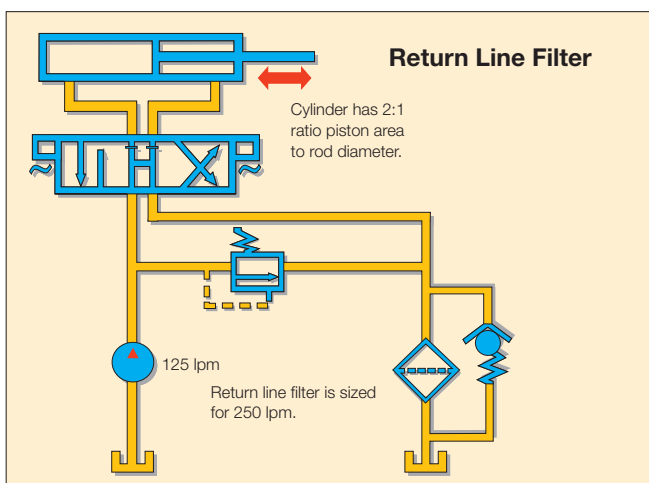 Return Line Filter
Cylinder has 2:1
ratio piston area
to rod diameter.
125 lpm
Return line filter is sized
for 250 lpm.